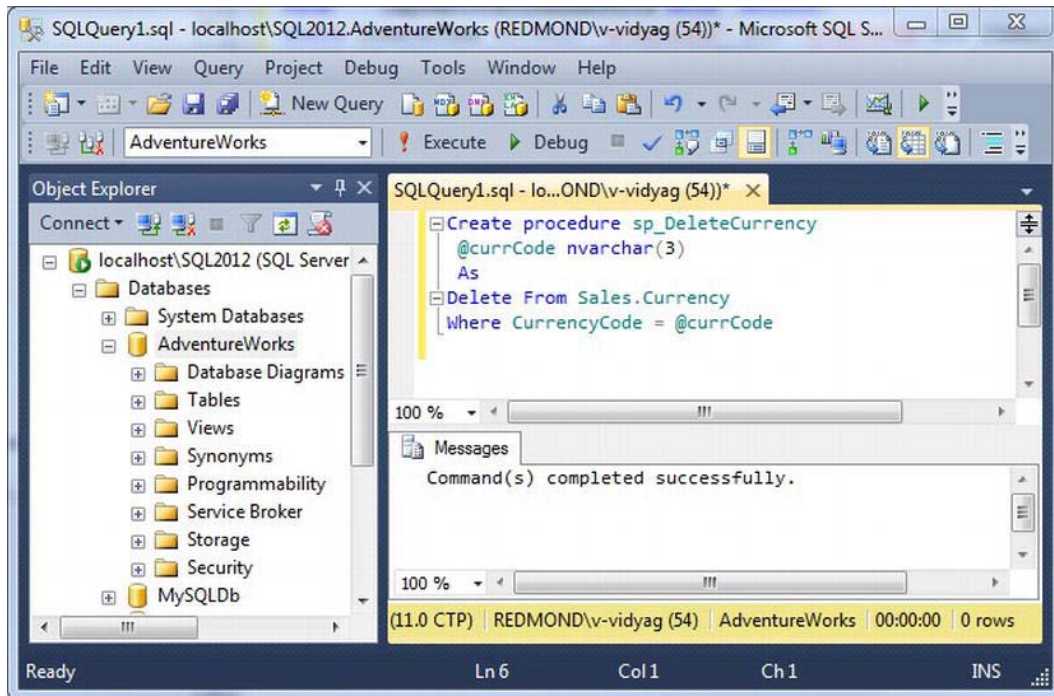 SQLQuery1.sql - localhost\SQL2012.AdventureWorks (REDMOND\v-vidyag (54))* - Microsoft SQL S...
File Edit View Query Project Debug Tools Window Help
New Query
AdventureWorks Execute Debug
Object Explorer
Connect
localhost\SQL2012 (SQL Server
Databases
System Databases
AdventureWorks
Database Diagrams
Tables
Views
Synonyms
Programmability
Service Broker
Storage
Security
MySQLDb
SQLQuery1.sql - lo...OND\v-vidyag (54))*
Create procedure sp_DeleteCurrency
@currCode nvarchar(3)
As
Delete From Sales.Currency
Where CurrencyCode = @currCode
100 %
Messages
Command(s) completed successfully.
100 %
(11.0 CTP) REDMOND\v-vidyag (54) AdventureWorks 00:00:00 0 rows
Ready Ln 6 Col 1 Ch 1 INS